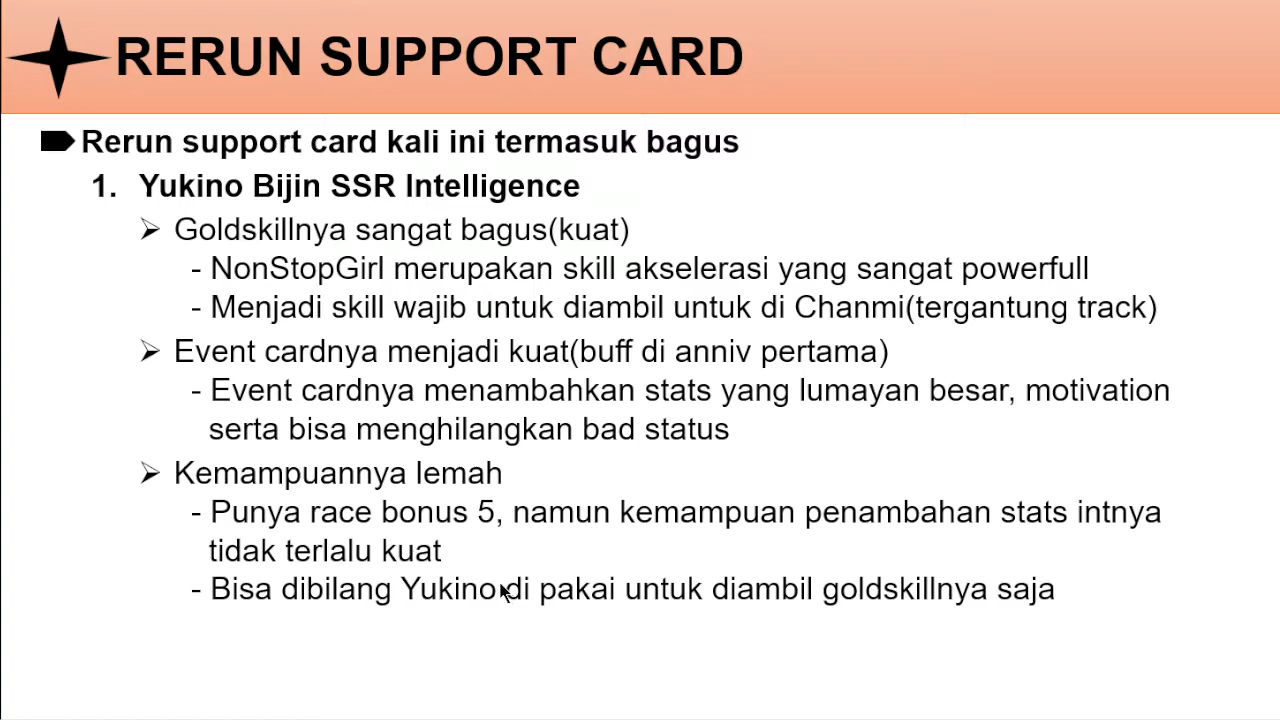 RERUN SUPPORT CARD
Rerun support card kali ini termasuk bagus
1. Yukino Bijin SSR Intelligence
Goldskillnya sangat bagus(kuat)
- NonStopGirl merupakan skill akselerasi yang sangat powerfull
- Menjadi skill wajib untuk diambil untuk di Chanmi(tergantung track)
Event cardnya menjadi kuat(buff di anniv pertama)
- Event cardnya menambahkan stats yang lumayan besar, motivation
serta bisa menghilangkan bad status
Kemampuannya lemah
- Punya race bonus 5, namun kemampuan penambahan stats intnya
tidak terlalu kuat
- Bisa dibilang Yukino di pakai untuk diambil goldskillnya saja